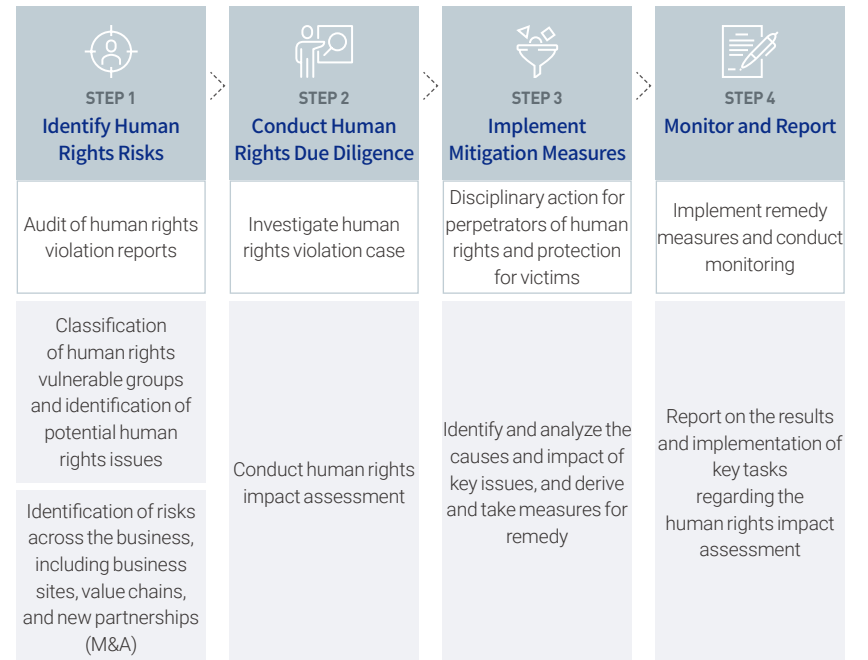 STEP 1
Identify Human
Rights Risks
Audit of human rights
violation reports
Classification
of human rights
vulnerable groups
and identification of
potential human
rights issues
Identification of risks
across the business,
including business
sites, value chains,
and new partnerships
(M&A)
STEP 2
Conduct Human
Rights Due Diligence
Investigate human
rights violation case
Conduct human rights
impact assessment
STEP 3
Implement
Mitigation Measures
Disciplinary action for
perpetrators of human
rights and protection
for victims
Identify and analyze the
causes and impact of
key issues, and derive
and take measures for
remedy
STEP 4
Monitor and Report
Implement remedy
measures and conduct
monitoring
Report on the results
and implementation of
key tasks
regarding the
human rights impact
assessment